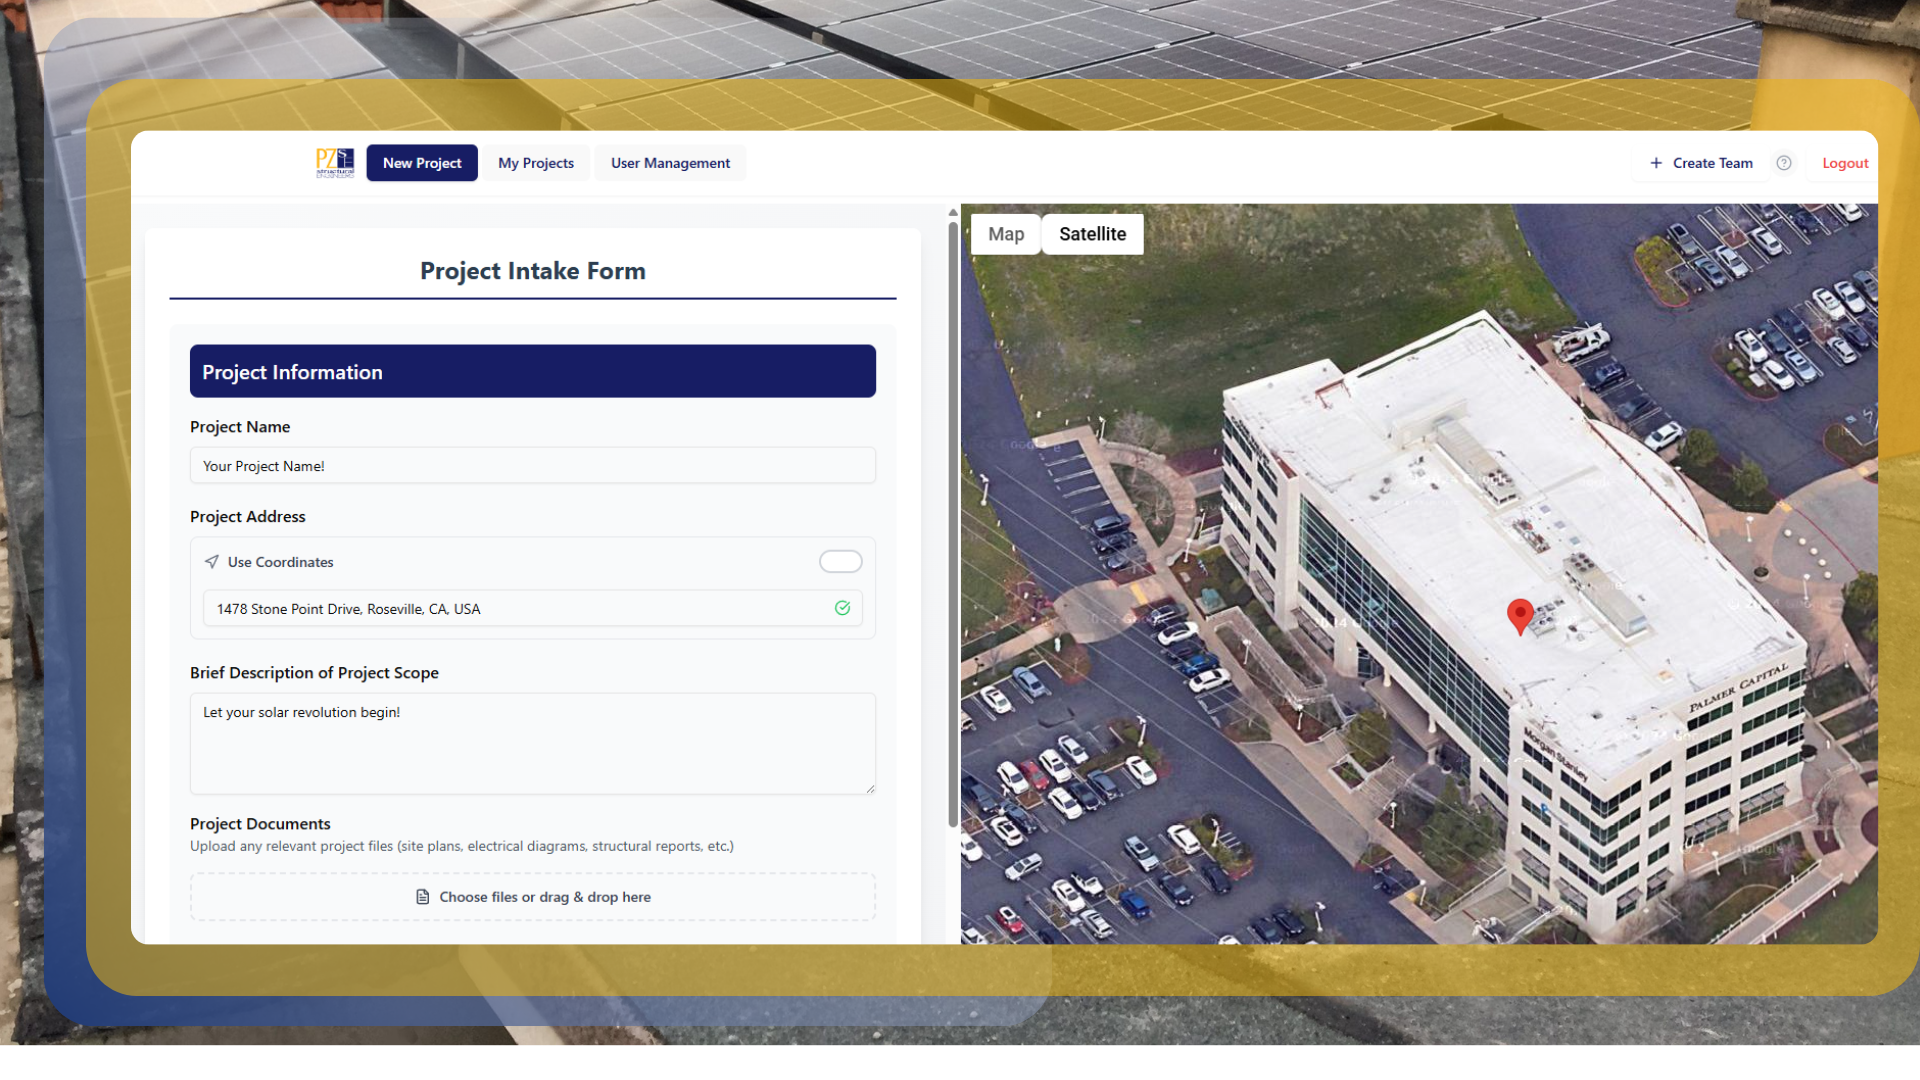 PZ
SE
structural
ENGINEERS
New Project
My Projects
User Management
+ Create Team
?
Logout
Project Intake Form
Project Information
Project Name
Your Project Name!
Project Address
Use Coordinates
1478 Stone Point Drive, Roseville, CA, USA
Brief Description of Project Scope
Let your solar revolution begin!
Project Documents
Upload any relevant project files (site plans, electrical diagrams, structural reports, etc.)
Choose files or drag & drop here
Map
Satellite
PALMER CAPITAL
Morgan Stanley